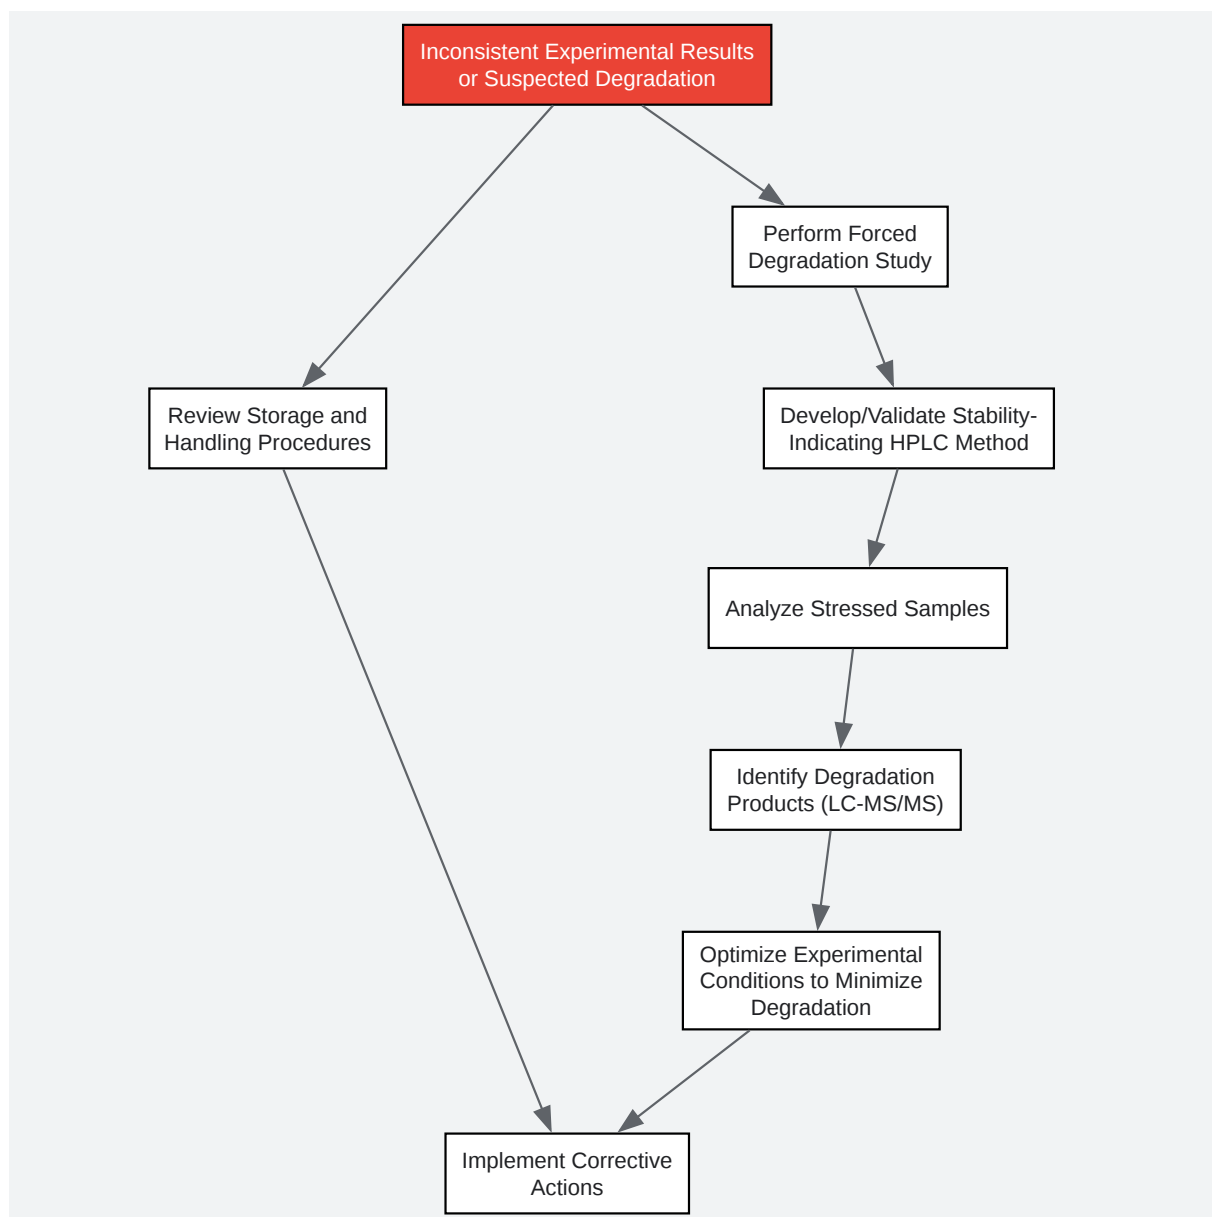 Inconsistent Experimental Results
or Suspected Degradation
Perform Forced
Degradation Study
Review Storage and
Handling Procedures
Develop/Validate Stability-
Indicating HPLC Method
Analyze Stressed Samples
Identify Degradation
Products (LC-MS/MS)
Optimize Experimental
Conditions to Minimize
Degradation
Implement Corrective
Actions